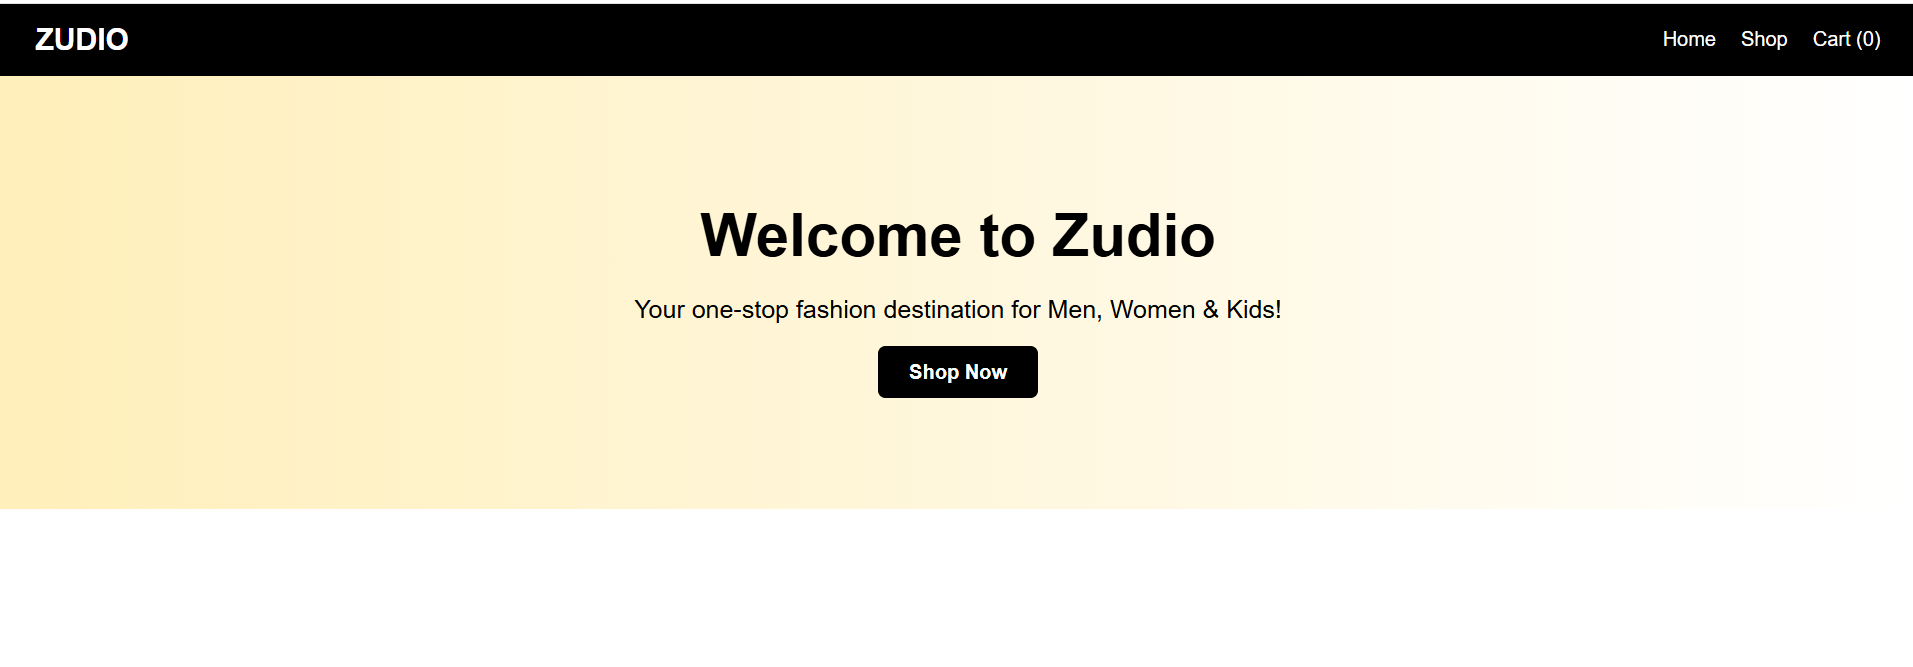 ZUDIO
Home Shop Cart (0)
Welcome to Zudio
Your one-stop fashion destination for Men, Women & Kids!
Shop Now